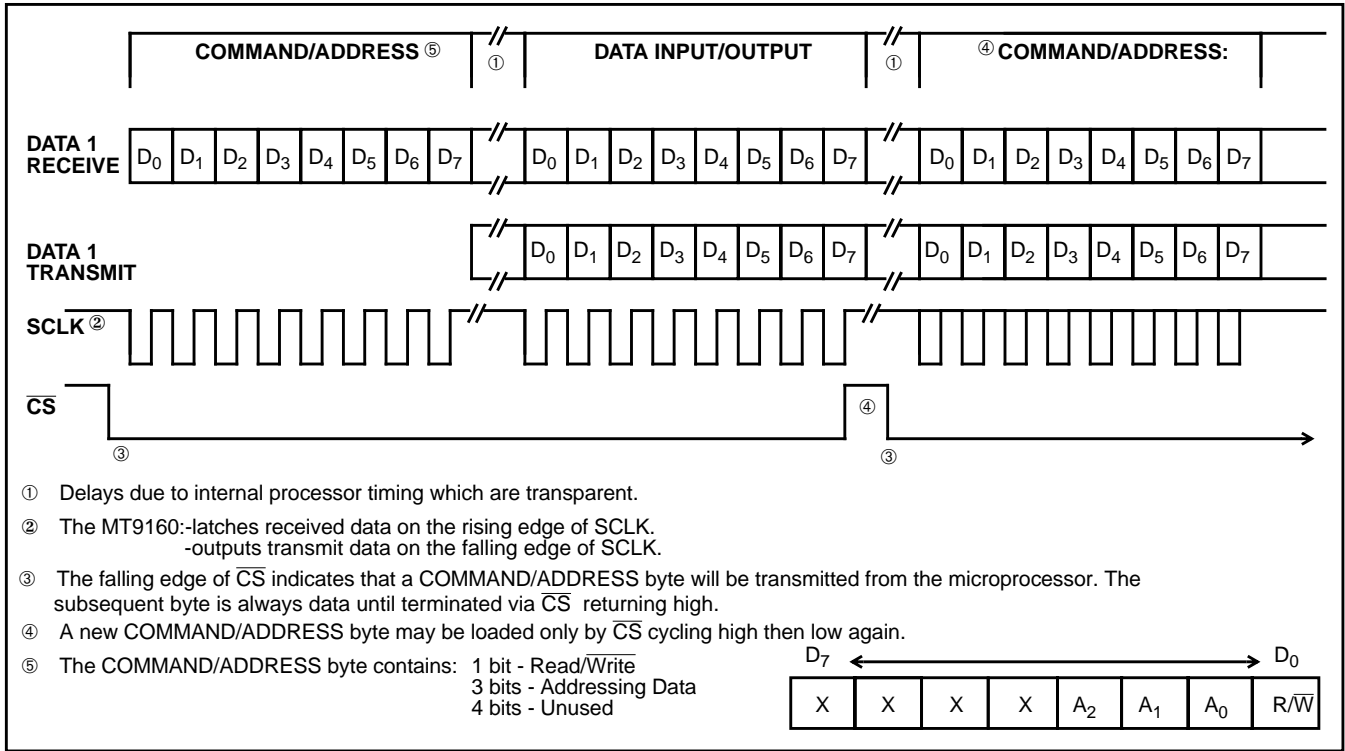 COMMAND/ADDRESS ⑤ ① DATA INPUT/OUTPUT ① ④ COMMAND/ADDRESS:
DATA 1
RECEIVE D0 D1 D2 D3 D4 D5 D6 D7 D0 D1 D2 D3 D4 D5 D6 D7 D0 D1 D2 D3 D4 D5 D6 D7
DATA 1
TRANSMIT D0 D1 D2 D3 D4 D5 D6 D7 D0 D1 D2 D3 D4 D5 D6 D7
SCLK ②
C̅S̅ ④
③ ③
① Delays due to internal processor timing which are transparent.
② The MT9160:-latches received data on the rising edge of SCLK.
-outputs transmit data on the falling edge of SCLK.
③ The falling edge of C̅S̅ indicates that a COMMAND/ADDRESS byte will be transmitted from the microprocessor. The
subsequent byte is always data until terminated via C̅S̅ returning high.
④ A new COMMAND/ADDRESS byte may be loaded only by C̅S̅ cycling high then low again.
⑤ The COMMAND/ADDRESS byte contains: 1 bit - Read/W̅r̅i̅t̅e̅
3 bits - Addressing Data
4 bits - Unused
D7 D0
X X X X A2 A1 A0 R/W̅